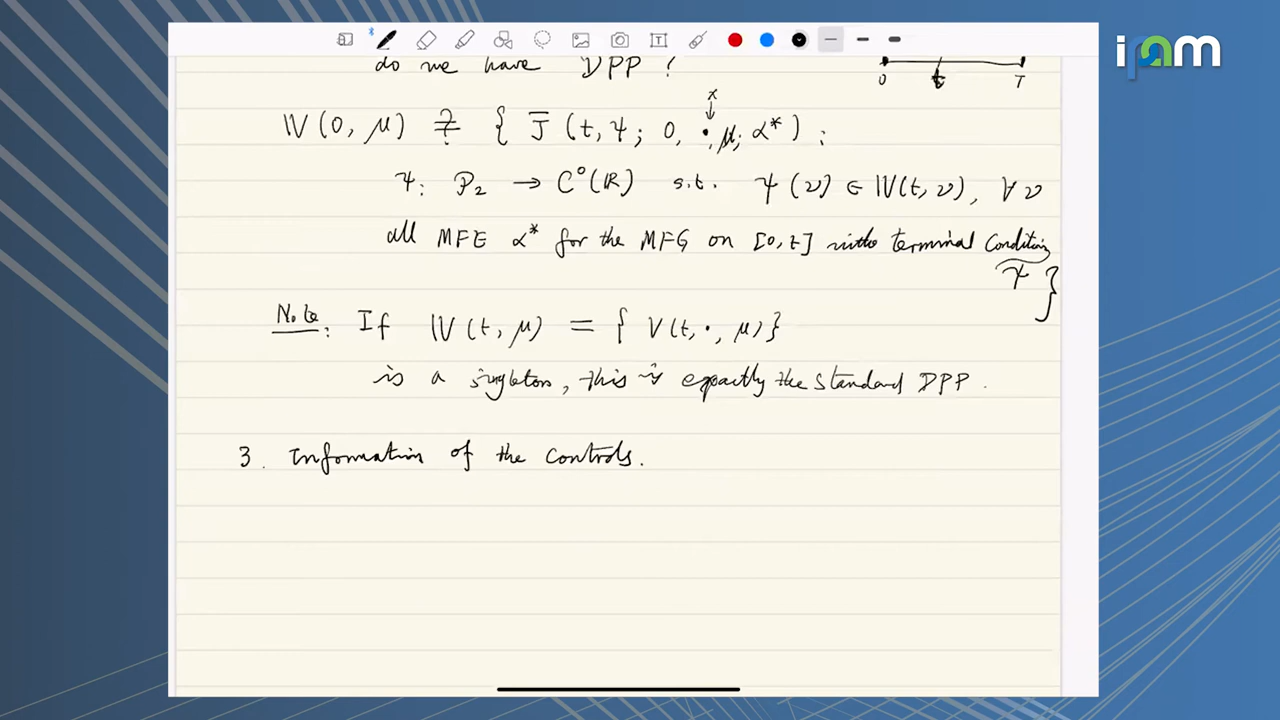 do we have DPP ?
0 t T
x
𝕍(0, μ) ≟ { J̄(t, ψ; 0, ·, μ; α*) :
ψ: P₂ → C⁰(ℝ) s.t. ψ(ν) ∈ 𝕍(t, ν), ∀ν
all MFE α* for the MFG on [0,t] with terminal condition
ψ }
Note: If 𝕍(t, μ) = { V(t, ·, μ)}
is a singleton, this is exactly the standard DPP.
3. Information of the controls.
ipam